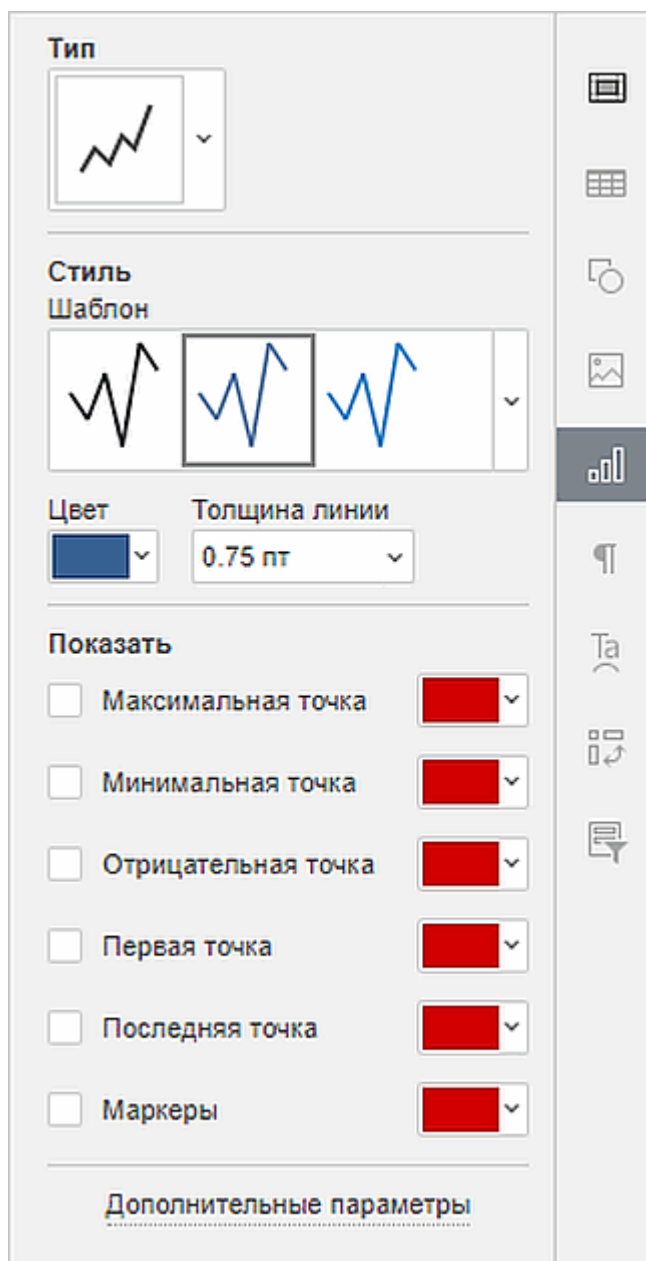 Тип
Стиль
Шаблон
Цвет Толщина линии
0.75 пт
Показать
Максимальная точка
Минимальная точка
Отрицательная точка
Первая точка
Последняя точка
Маркеры
Дополнительные параметры
Ta